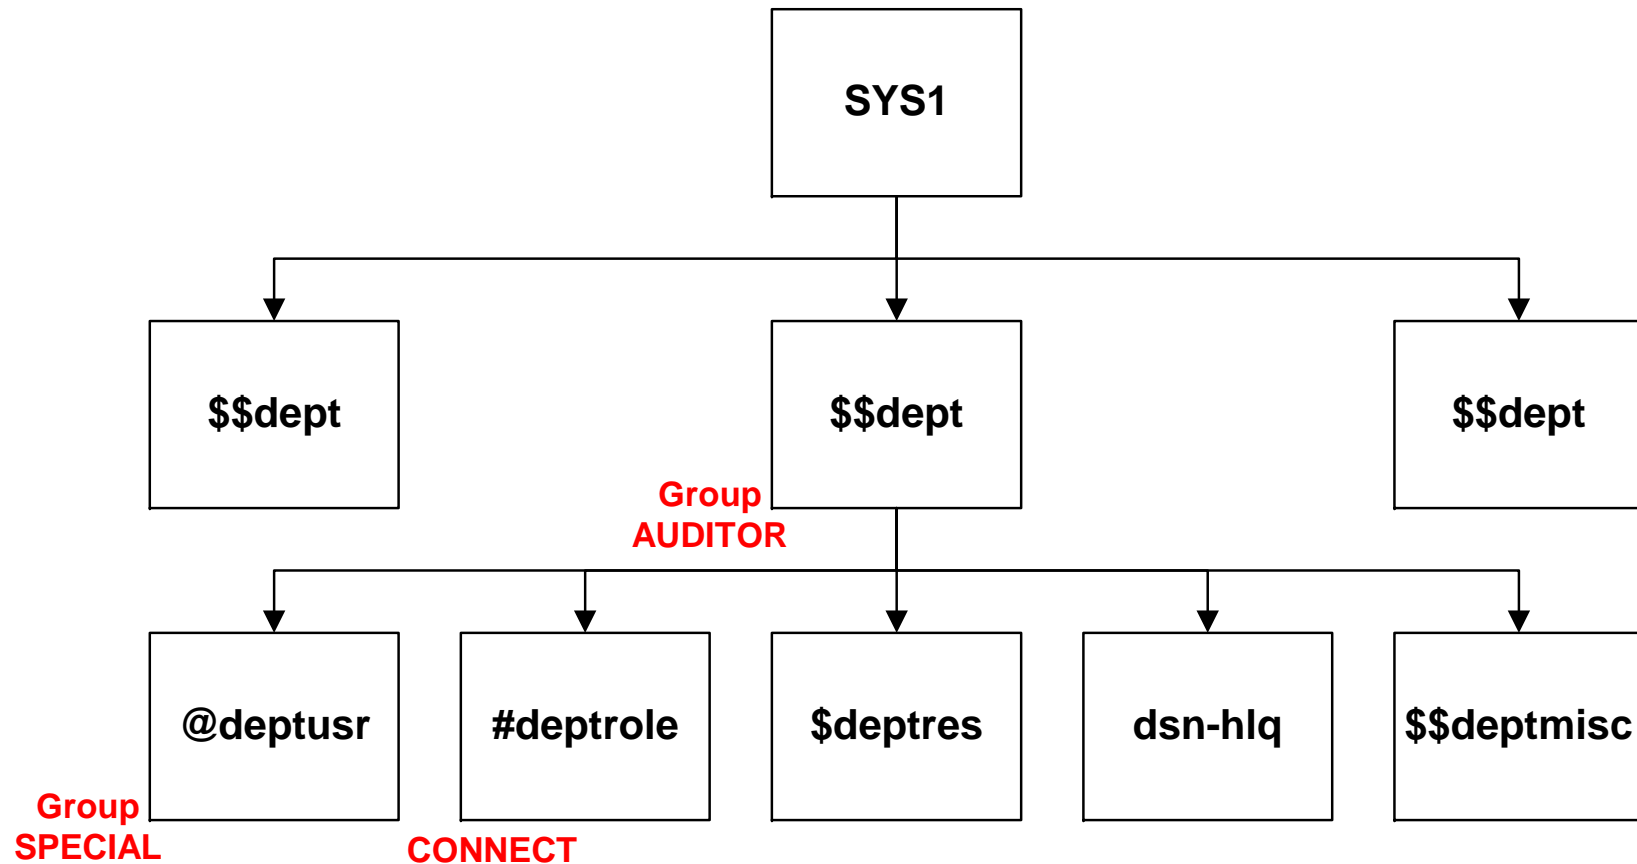 SYS1
$$dept
$$dept
$$dept
Group
AUDITOR
@deptusr
#deptrole
$deptres
dsn-hlq
$$deptmisc
Group
SPECIAL
CONNECT